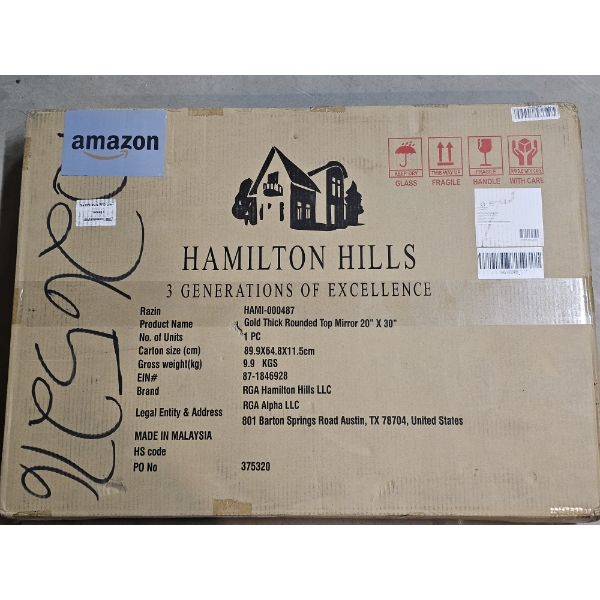 amazon
KEEP DRY
THIS WAY UP
FRAGILE
GLASS
FRAGILE
HANDLE
WITH CARE
HAMILTON HILLS
3 GENERATIONS OF EXCELLENCE
Razin HAMI-000487
Product Name Gold Thick Rounded Top Mirror 20" X 30"
No. of Units 1 PC
Carton size (cm) 89.9X64.8X11.5cm
Gross weight(kg) 9.9 KGS
EIN# 87-1846928
Brand RGA Hamilton Hills LLC
Legal Entity & Address RGA Alpha LLC
801 Barton Springs Road Austin, TX 78704, United States
MADE IN MALAYSIA
HS code
PO No 375320
0265276